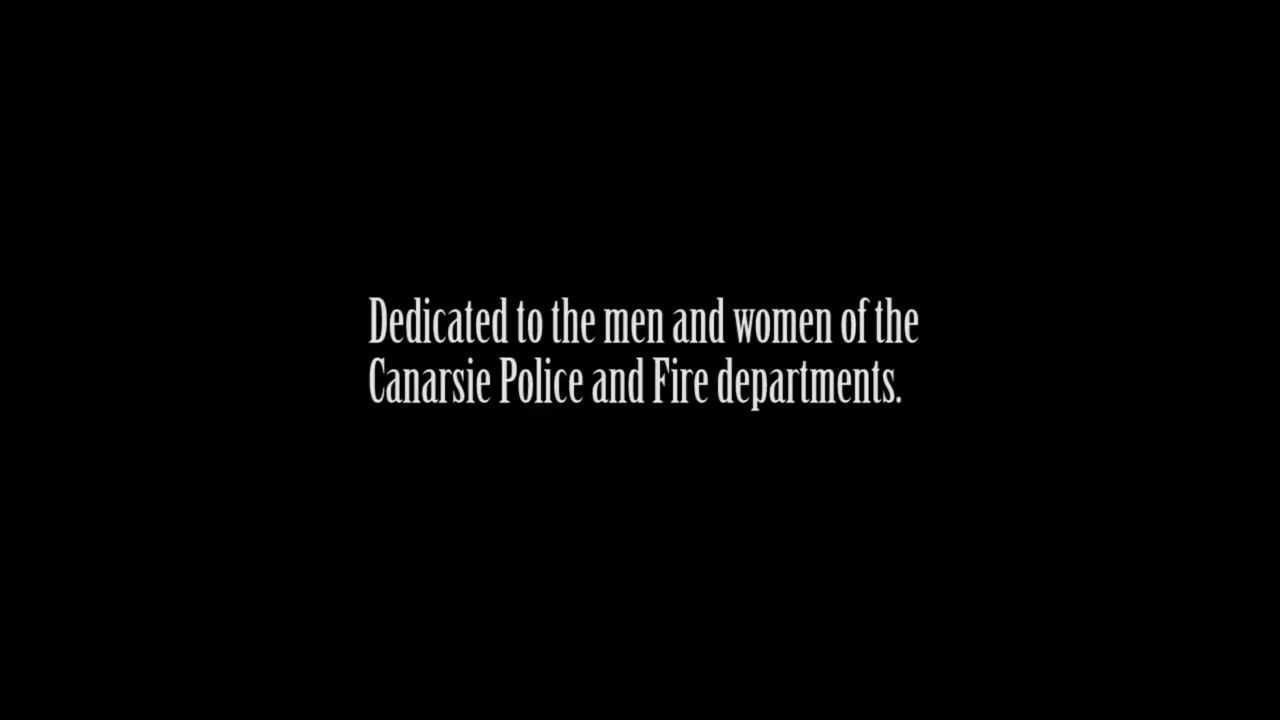 Dedicated to the men and women of the
Canarsie Police and Fire departments.